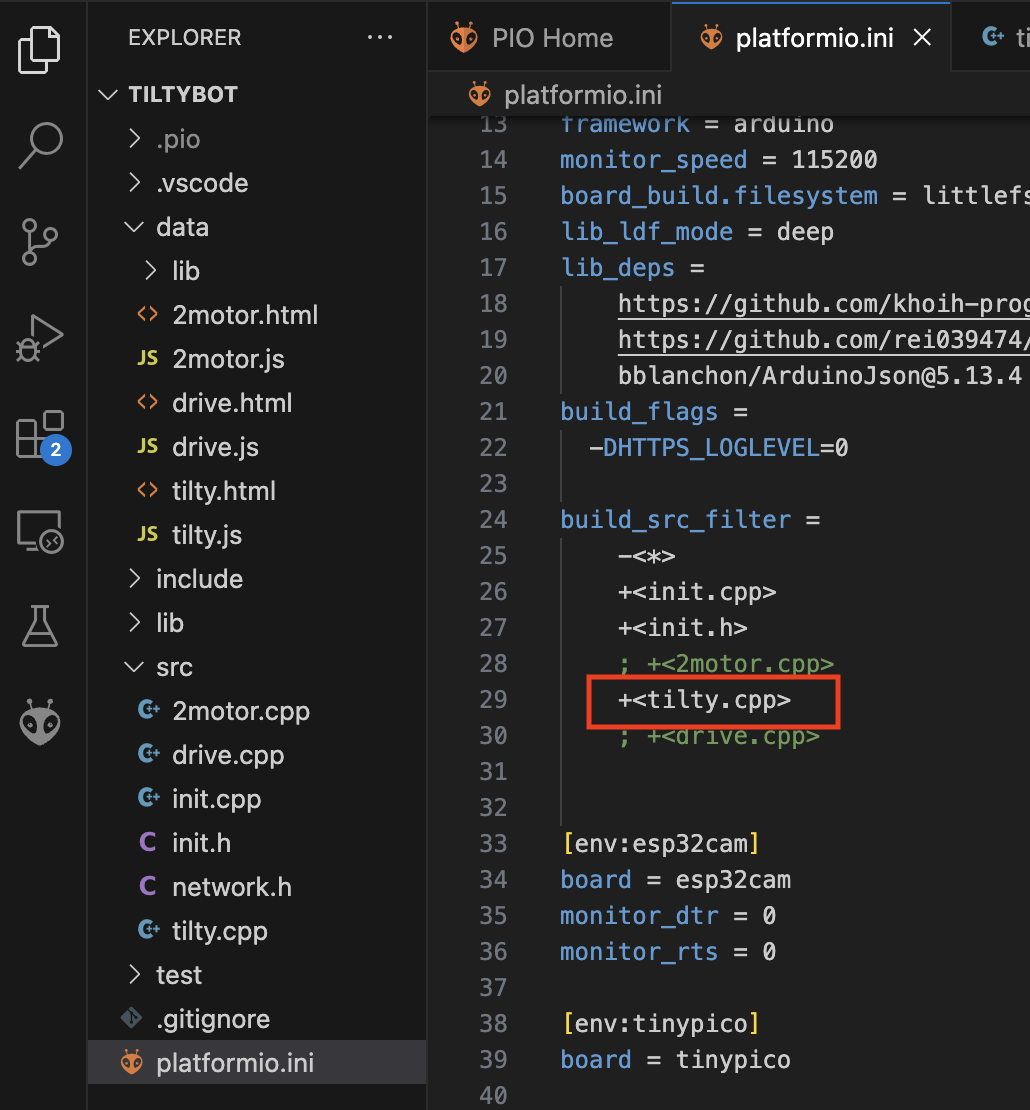 EXPLORER
TILTYBOT
.pio
.vscode
data
lib
2motor.html
2motor.js
drive.html
drive.js
tilty.html
tilty.js
include
lib
src
2motor.cpp
drive.cpp
init.cpp
init.h
network.h
tilty.cpp
test
.gitignore
platformio.ini
2
PIO Home
platformio.ini
platformio.ini
13 framework = arduino
14 monitor_speed = 115200
15 board_build.filesystem = littlefs
16 lib_ldf_mode = deep
17 lib_deps =
18 https://github.com/khoih-prog
19 https://github.com/rei039474/
20 bblanchon/ArduinoJson@5.13.4
21 build_flags =
22 -DHTTPS_LOGLEVEL=0
23
24 build_src_filter =
25 -<*>
26 +<init.cpp>
27 +<init.h>
28 ; +<2motor.cpp>
29 +<tilty.cpp>
30 ; +<drive.cpp>
31
32
33 [env:esp32cam]
34 board = esp32cam
35 monitor_dtr = 0
36 monitor_rts = 0
37
38 [env:tinypico]
39 board = tinypico
40